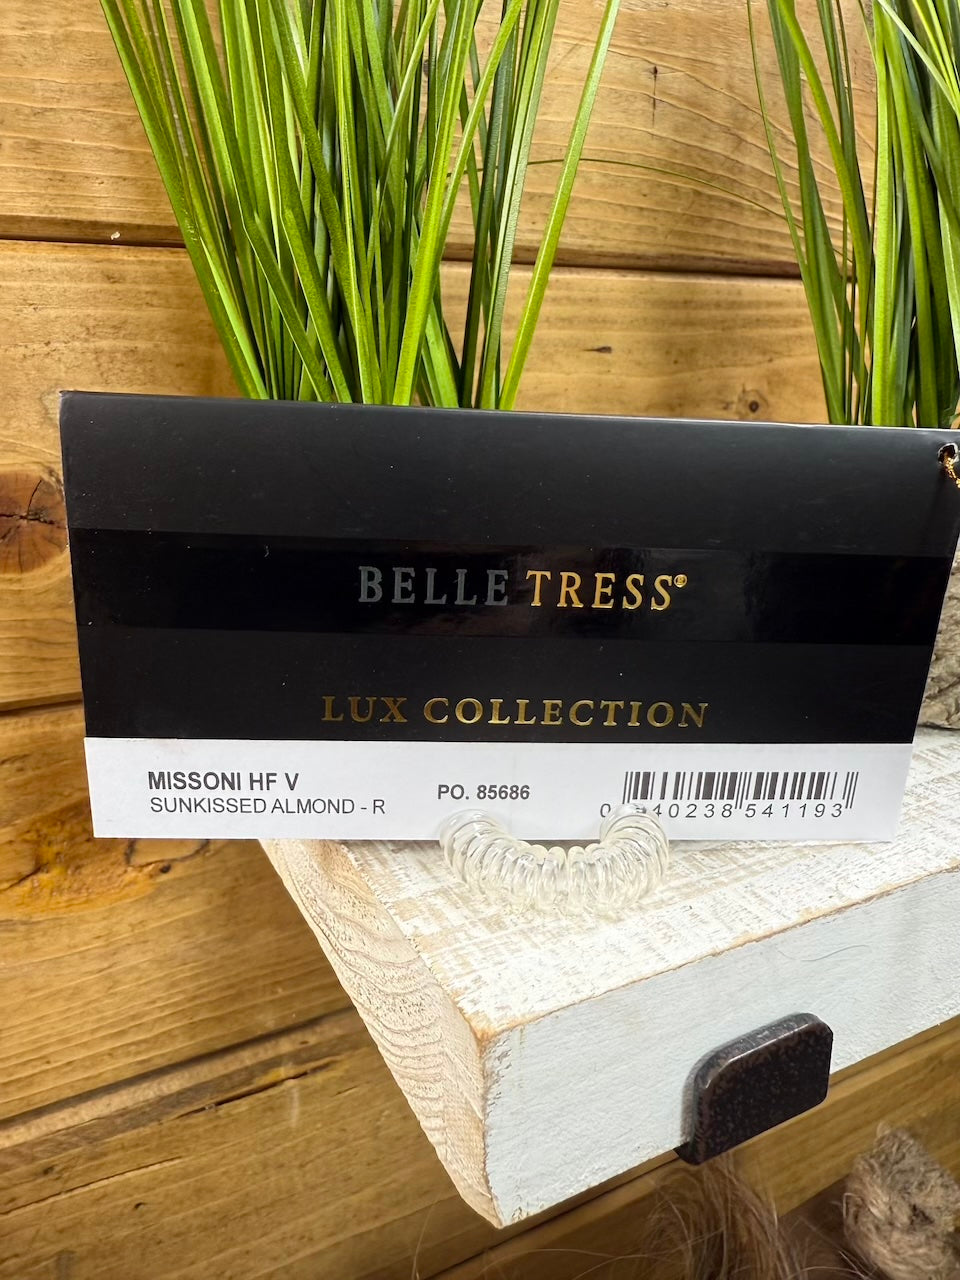 BELLE TRESS®
LUX COLLECTION
MISSONI HF V
SUNKISSED ALMOND - R
PO. 85686